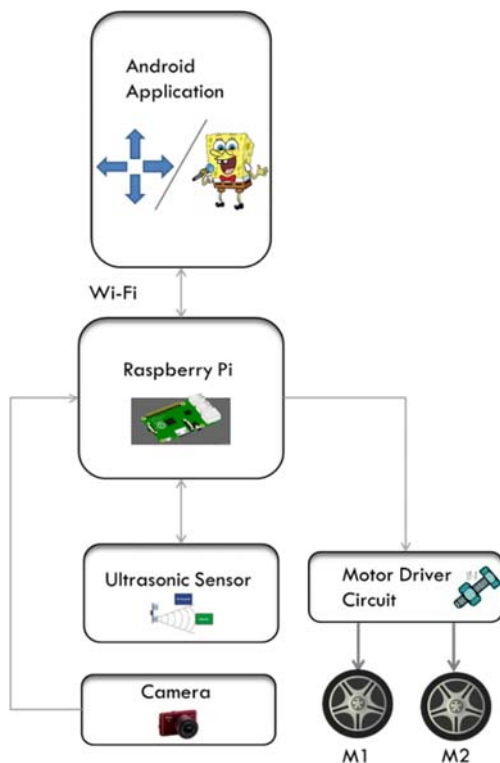 Android
Application
Wi-Fi
Raspberry Pi
Ultrasonic Sensor
Motor Driver
Circuit
Camera
M1
M2